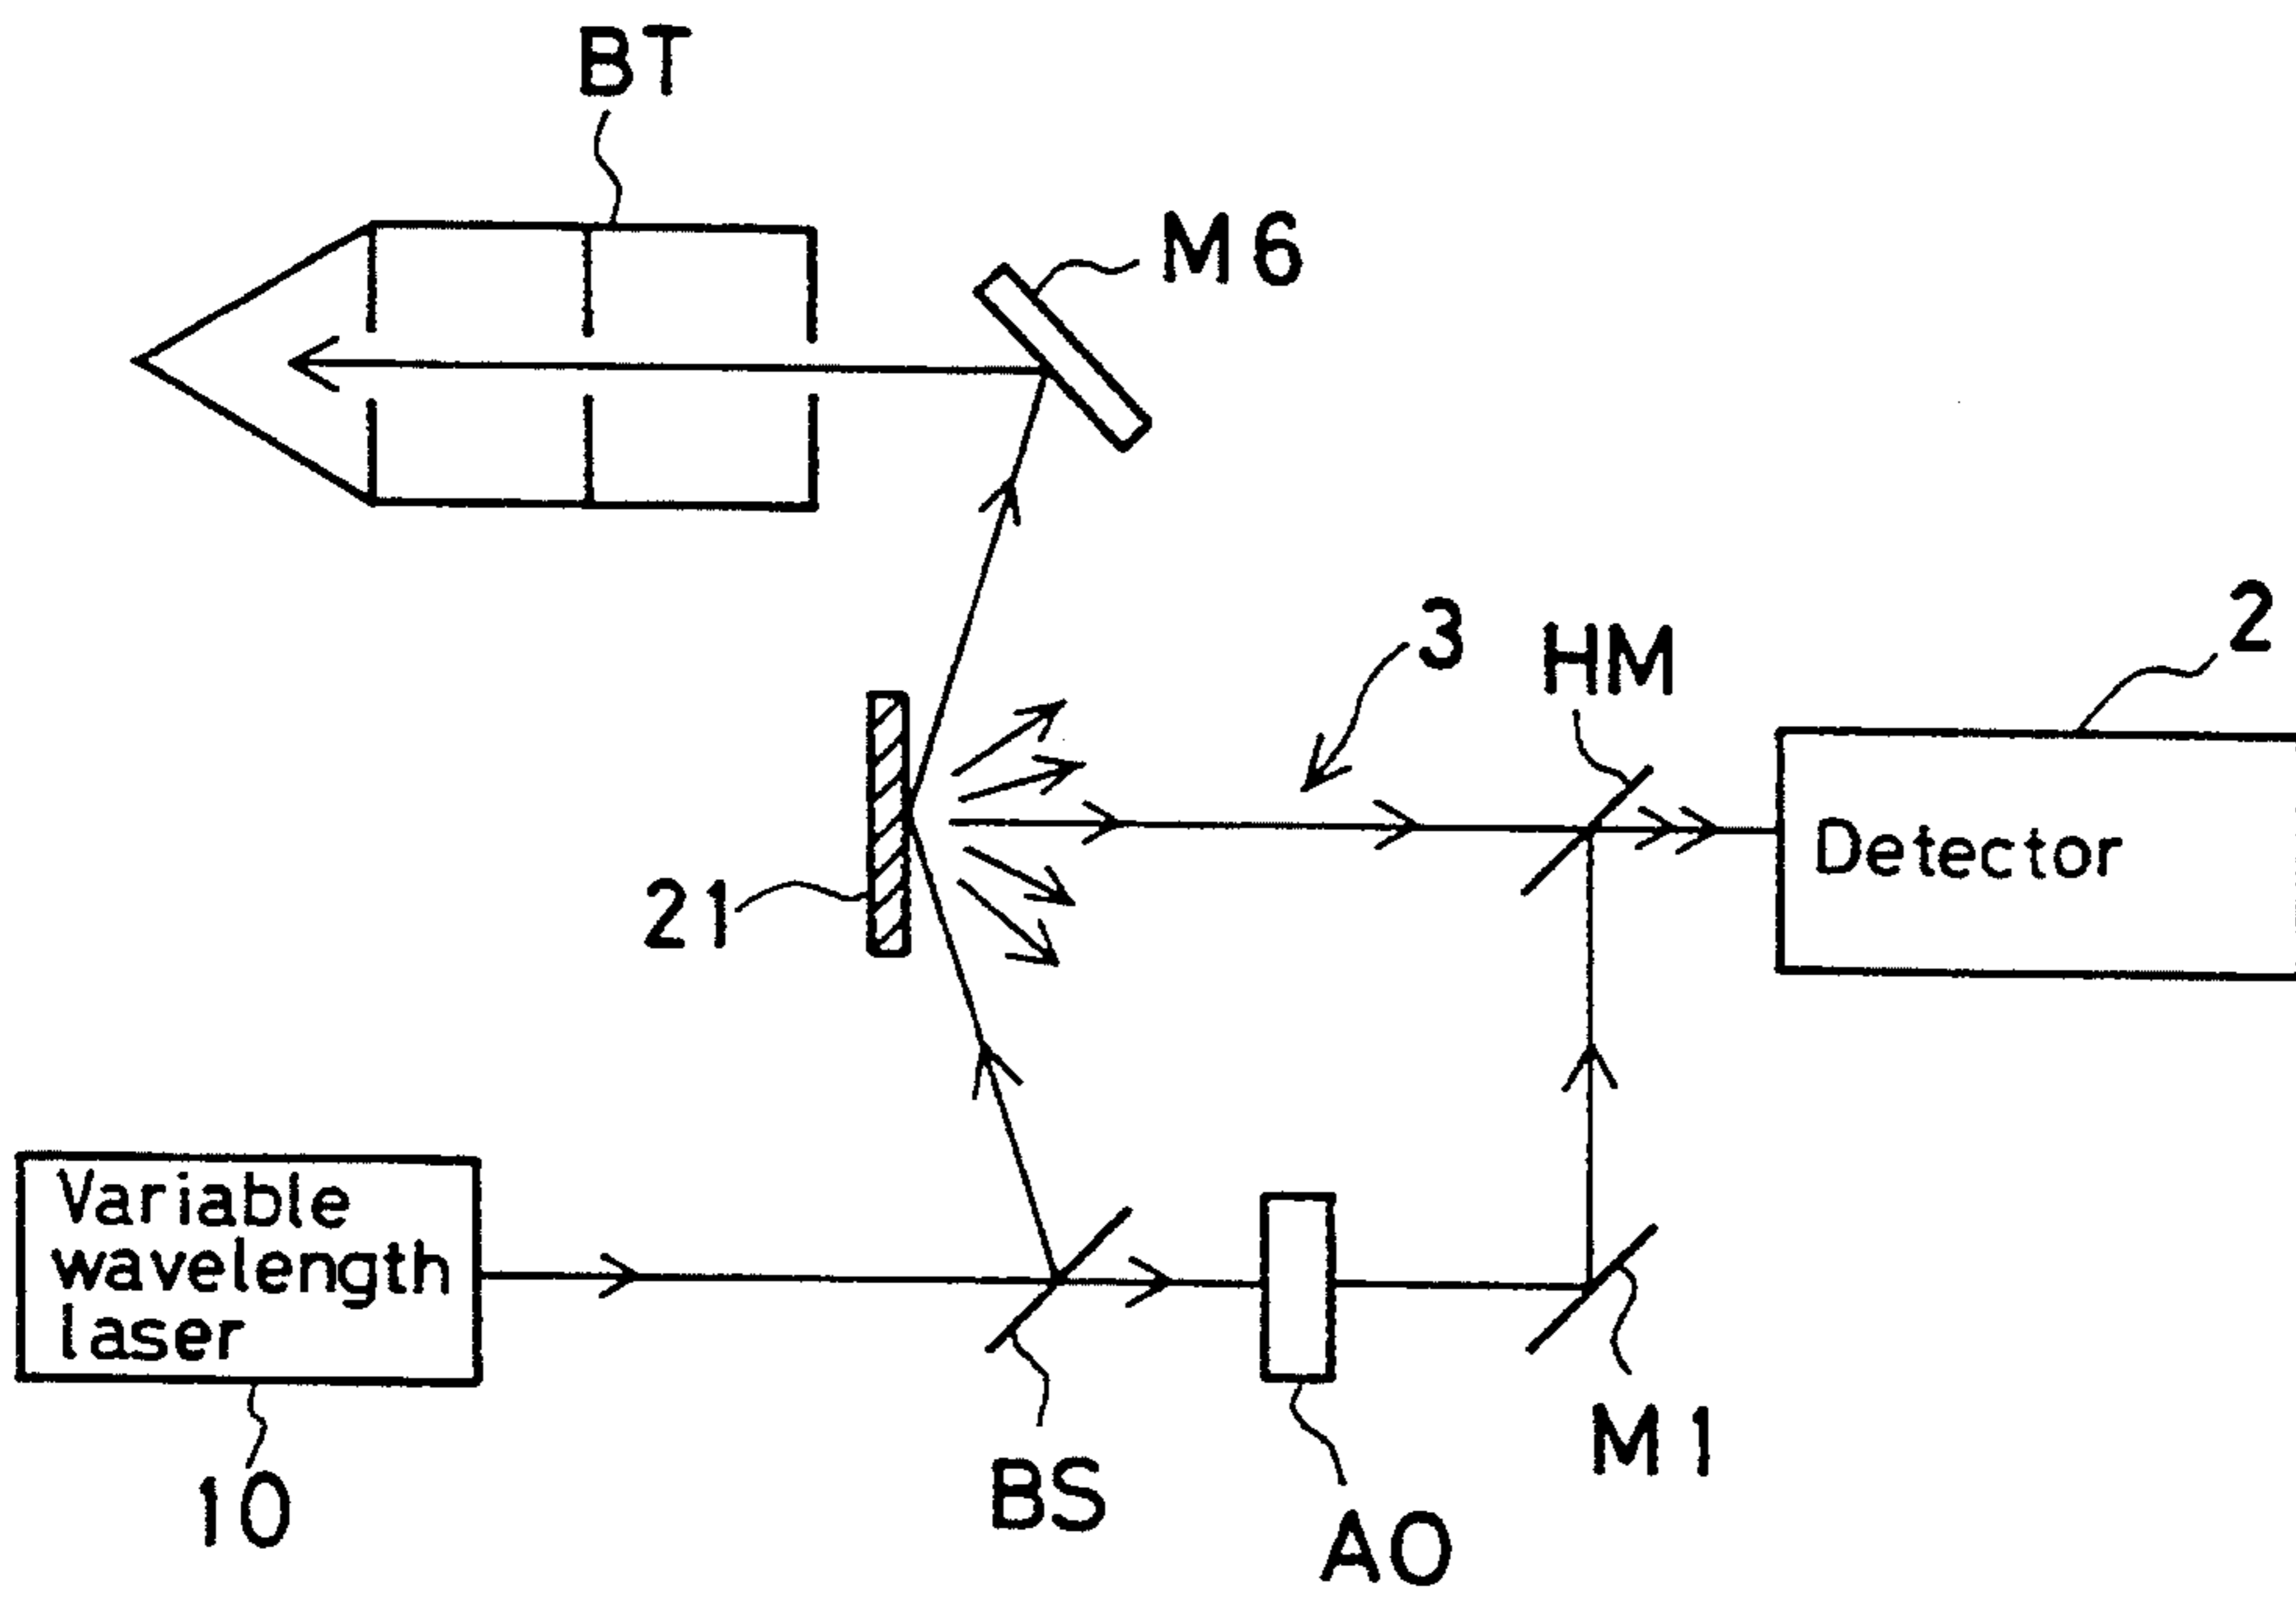 BT
M6
3
HM
2
Detector
21
Variable
wavelength
laser
10
BS
AO
M1